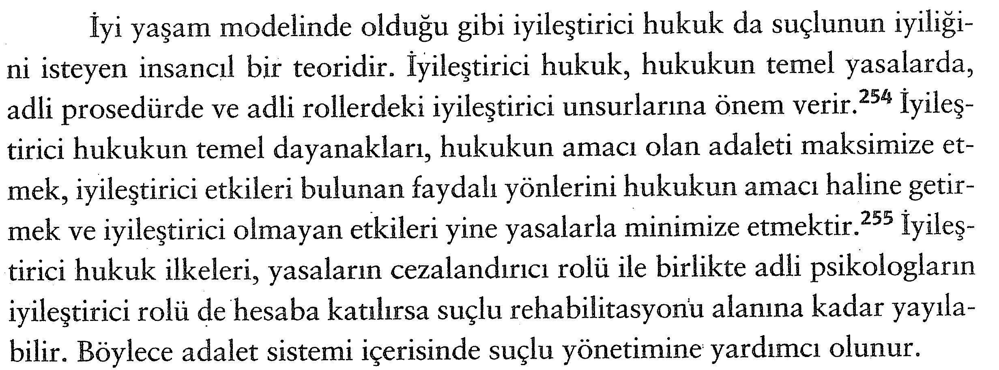 İyi yaşam modelinde olduğu gibi iyileştirici hukuk da suçlunun iyiliği-
ni isteyen insancıl bir teoridir. İyileştirici hukuk, hukukun temel yasalarda,
adli prosedürde ve adli rollerdeki iyileştirici unsurlarına önem verir.254 İyileş-
tirici hukukun temel dayanakları, hukukun amacı olan adaleti maksimize et-
mek, iyileştirici etkileri bulunan faydalı yönlerini hukukun amacı haline getir-
mek ve iyileştirici olmayan etkileri yine yasalarla minimize etmektir.255 İyileş-
tirici hukuk ilkeleri, yasaların cezalandırıcı rolü ile birlikte adli psikologların
iyileştirici rolü de hesaba katılırsa suçlu rehabilitasyonu alanına kadar yayıla-
bilir. Böylece adalet sistemi içerisinde suçlu yönetimine yardımcı olunur.